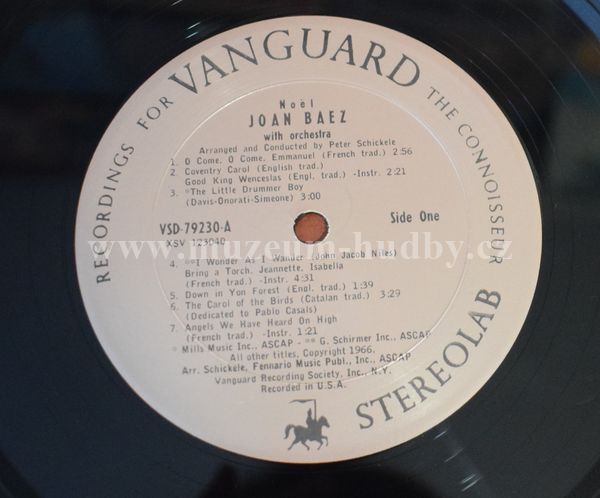 RECORDINGS FOR VANGUARD THE CONNOISSEUR
Noël
JOAN BAEZ
with orchestra
Arranged and Conducted by Peter Schickele
1. O Come, O Come, Emmanuel (French trad.) 2:56
2. Coventry Carol (English trad.)
Good King Wenceslas (Engl. trad.) -Instr. 2:21
3. *The Little Drummer Boy
(Davis-Onorati-Simeone) 3:00
VSD-79230-A
Side One
XSV 123040
www.muzeum-hudby.cz
4. **I Wonder As I Wander (John Jacob Niles)
Bring a Torch, Jeannette, Isabella
(French trad.) -Instr. 4:31
5. Down in Yon Forest (Engl. trad.) 1:39
6. The Carol of the Birds (Catalan trad.) 3:29
(Dedicated to Pablo Casals)
7. Angels We Have Heard On High
(French trad.) -Instr. 1:21
*Mills Music Inc., ASCAP - ** G. Schirmer Inc., ASCAP
All other titles, Copyright 1966,
Arr. Schickele, Fennario Music Publ., Inc., ASCAP
Vanguard Recording Society, Inc., N.Y.
Recorded in U.S.A.
STEREOLAB